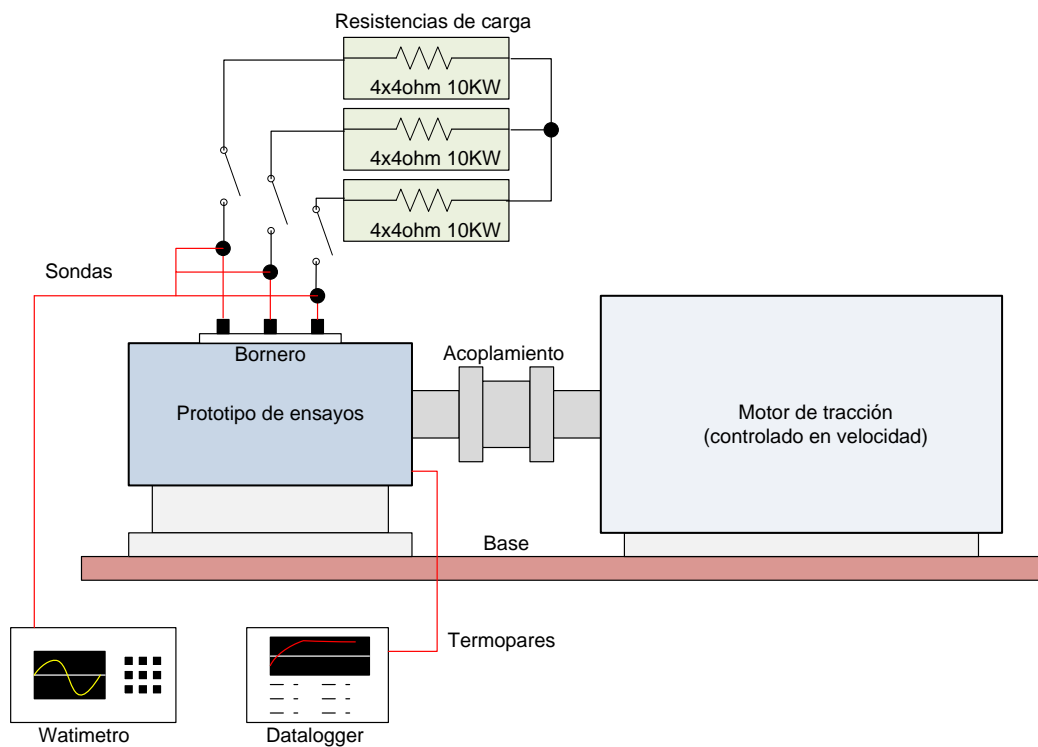 Resistencias de carga
4x4ohm 10KW
4x4ohm 10KW
4x4ohm 10KW
Sondas
Bornero
Acoplamiento
Prototipo de ensayos
Motor de tracción
(controlado en velocidad)
Base
Termopares
Watimetro
Datalogger